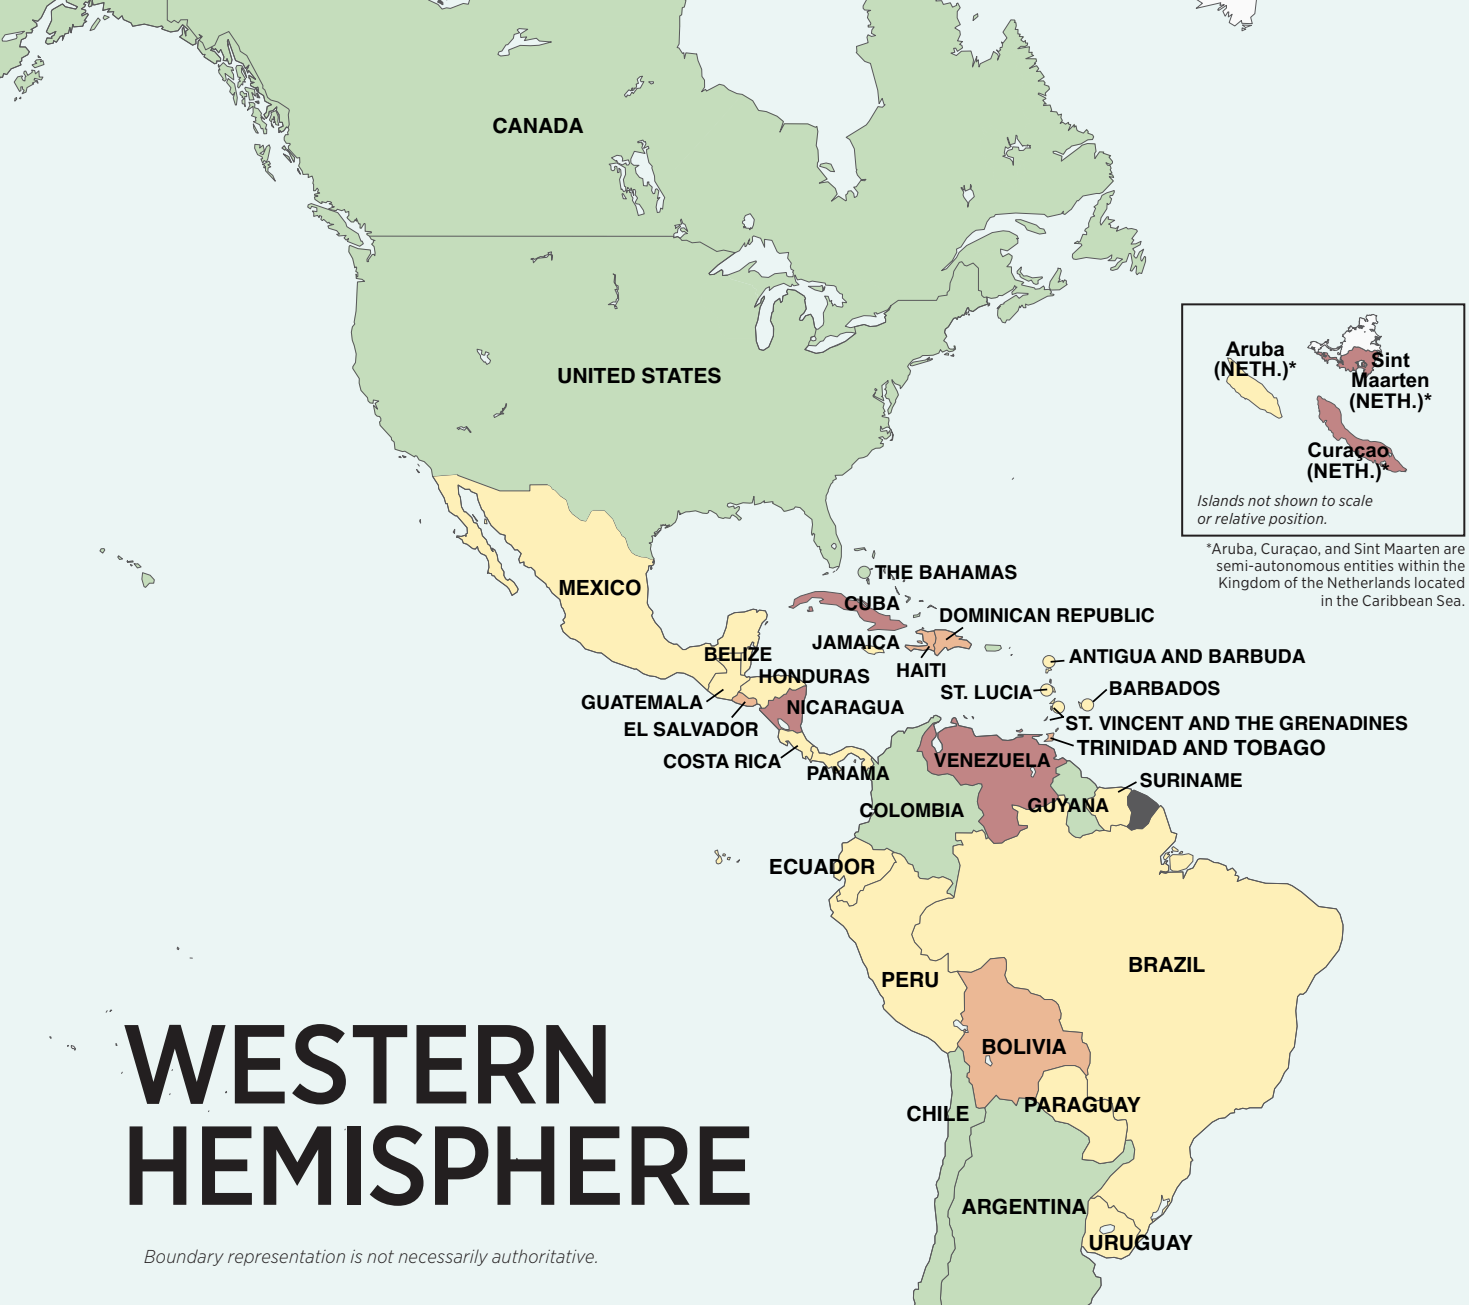 CANADA
UNITED STATES
Aruba
(NETH.)*
Sint
Maarten
(NETH.)*
Curaçao
(NETH.)*
Islands not shown to scale
or relative position.
*Aruba, Curaçao, and Sint Maarten are
semi-autonomous entities within the
Kingdom of the Netherlands located
in the Caribbean Sea.
MEXICO
THE BAHAMAS
CUBA
DOMINICAN REPUBLIC
JAMAICA
BELIZE
HAITI
ANTIGUA AND BARBUDA
HONDURAS
ST. LUCIA
BARBADOS
GUATEMALA
NICARAGUA
ST. VINCENT AND THE GRENADINES
EL SALVADOR
TRINIDAD AND TOBAGO
COSTA RICA
VENEZUELA
PANAMA
SURINAME
GUYANA
COLOMBIA
ECUADOR
BRAZIL
PERU
BOLIVIA
PARAGUAY
CHILE
ARGENTINA
URUGUAY
WESTERN
HEMISPHERE
Boundary representation is not necessarily authoritative.